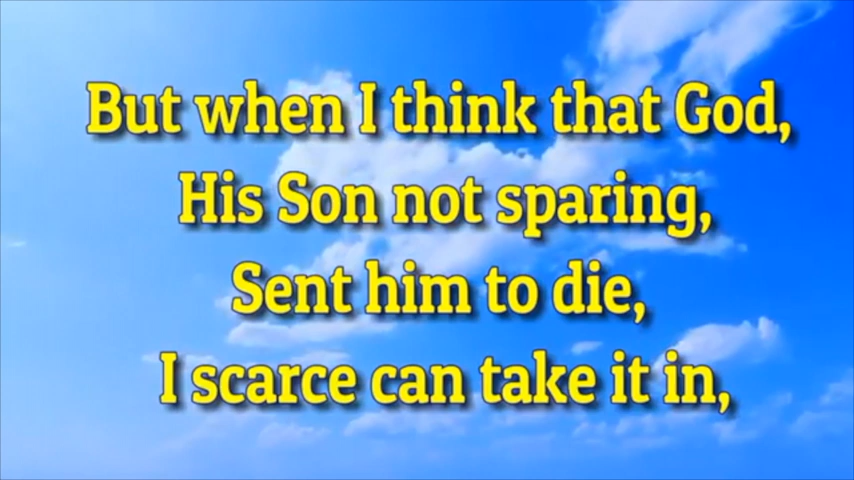 But when I think that God,
His Son not sparing,
Sent him to die,
I scarce can take it in,